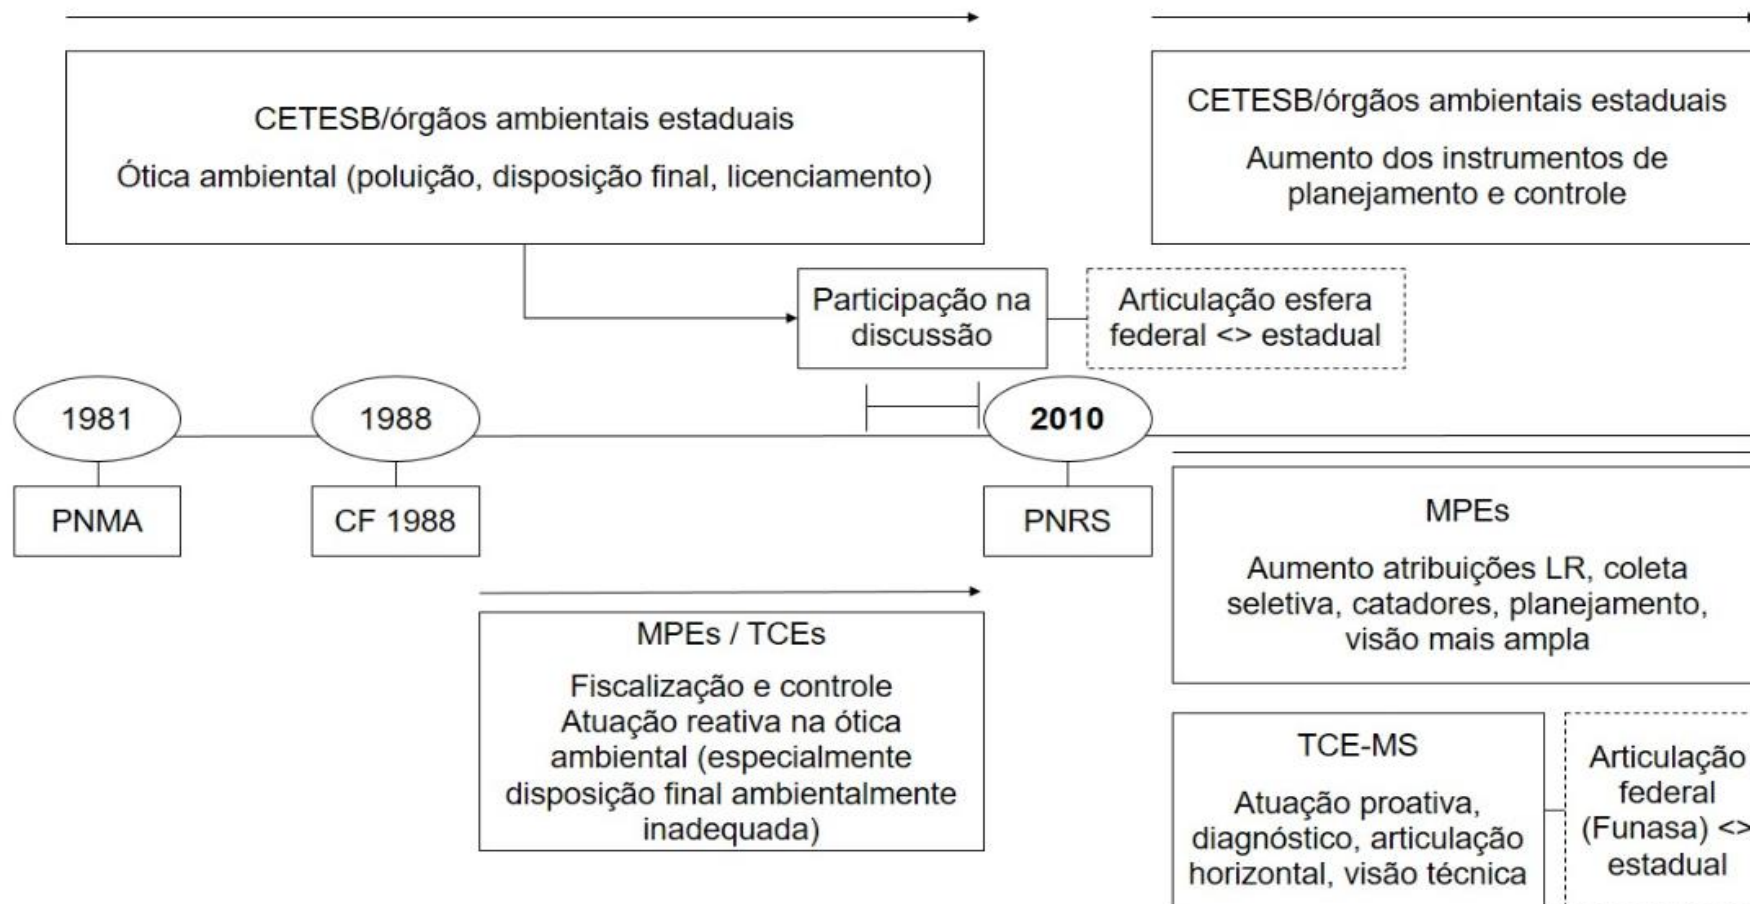 CETESB/órgãos ambientais estaduais
Ótica ambiental (poluição, disposição final, licenciamento)
CETESB/órgãos ambientais estaduais
Aumento dos instrumentos de
planejamento e controle
Participação na
discussão
Articulação esfera
federal <> estadual
1981
1988
2010
PNMA
CF 1988
PNRS
MPEs / TCEs
Fiscalização e controle
Atuação reativa na ótica
ambiental (especialmente
disposição final ambientalmente
inadequada)
MPEs
Aumento atribuições LR, coleta
seletiva, catadores, planejamento,
visão mais ampla
TCE-MS
Atuação proativa,
diagnóstico, articulação
horizontal, visão técnica
Articulação
federal
(Funasa) <>
estadual